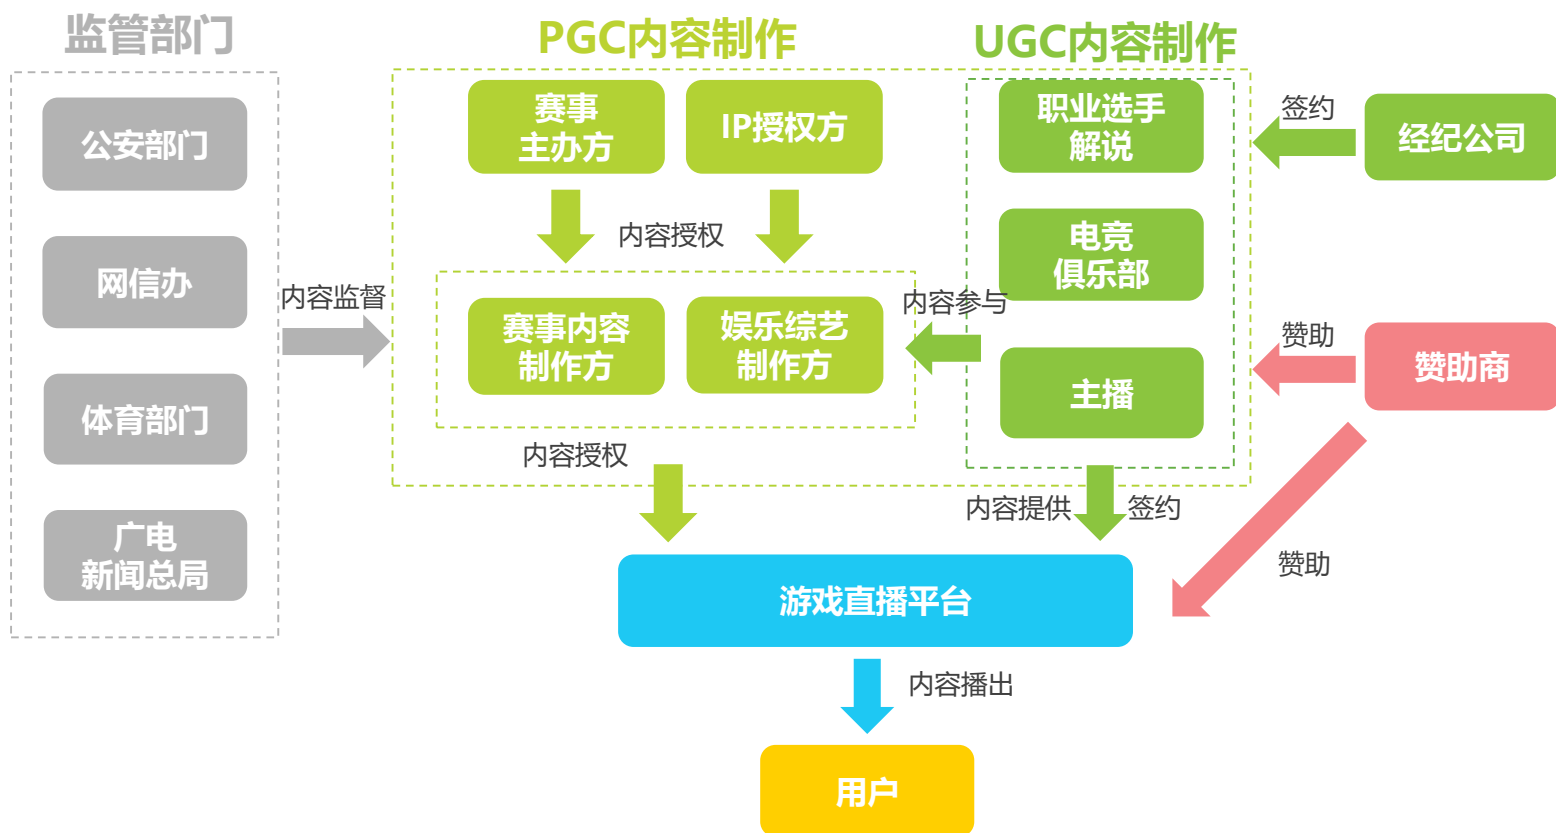 监管部门
PGC内容制作
UGC内容制作
公安部门
网信办
体育部门
广电
新闻总局
内容监督
赛事
主办方
IP授权方
内容授权
赛事内容
制作方
娱乐综艺
制作方
内容参与
职业选手
解说
电竞
俱乐部
主播
签约
经纪公司
赞助
赞助商
内容授权
内容提供
签约
赞助
游戏直播平台
内容播出
用户